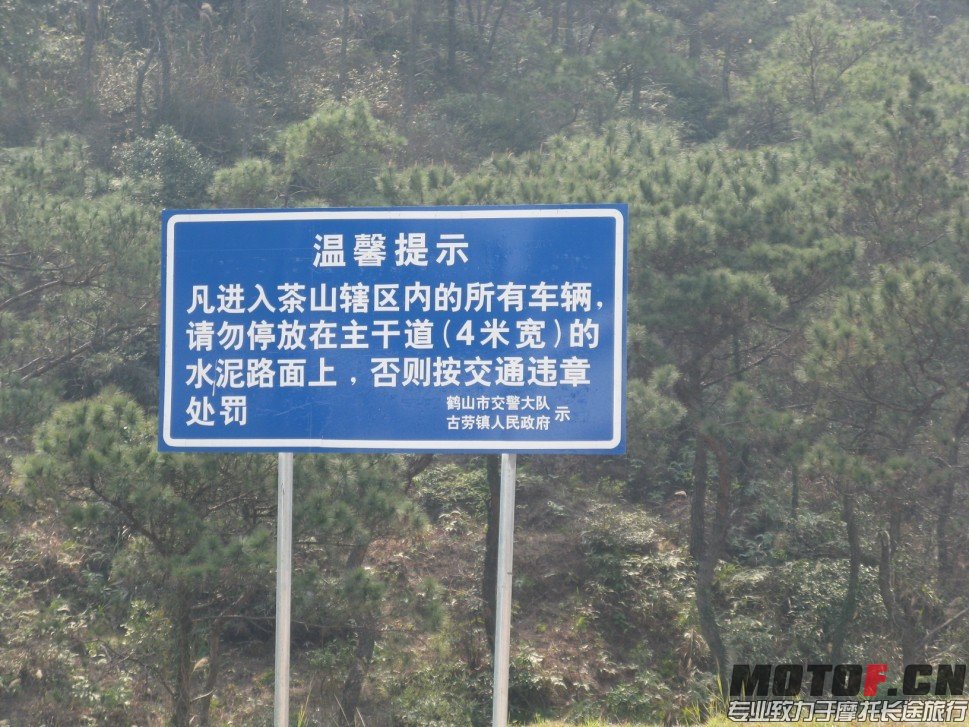 温馨提示
凡进入茶山辖区内的所有车辆,
请勿停放在主干道(4米宽)的
水泥路面上,否则按交通违章
处罚
鹤山市交警大队
古劳镇人民政府
示
MOTOF.CN
专业致力于摩托长途旅行